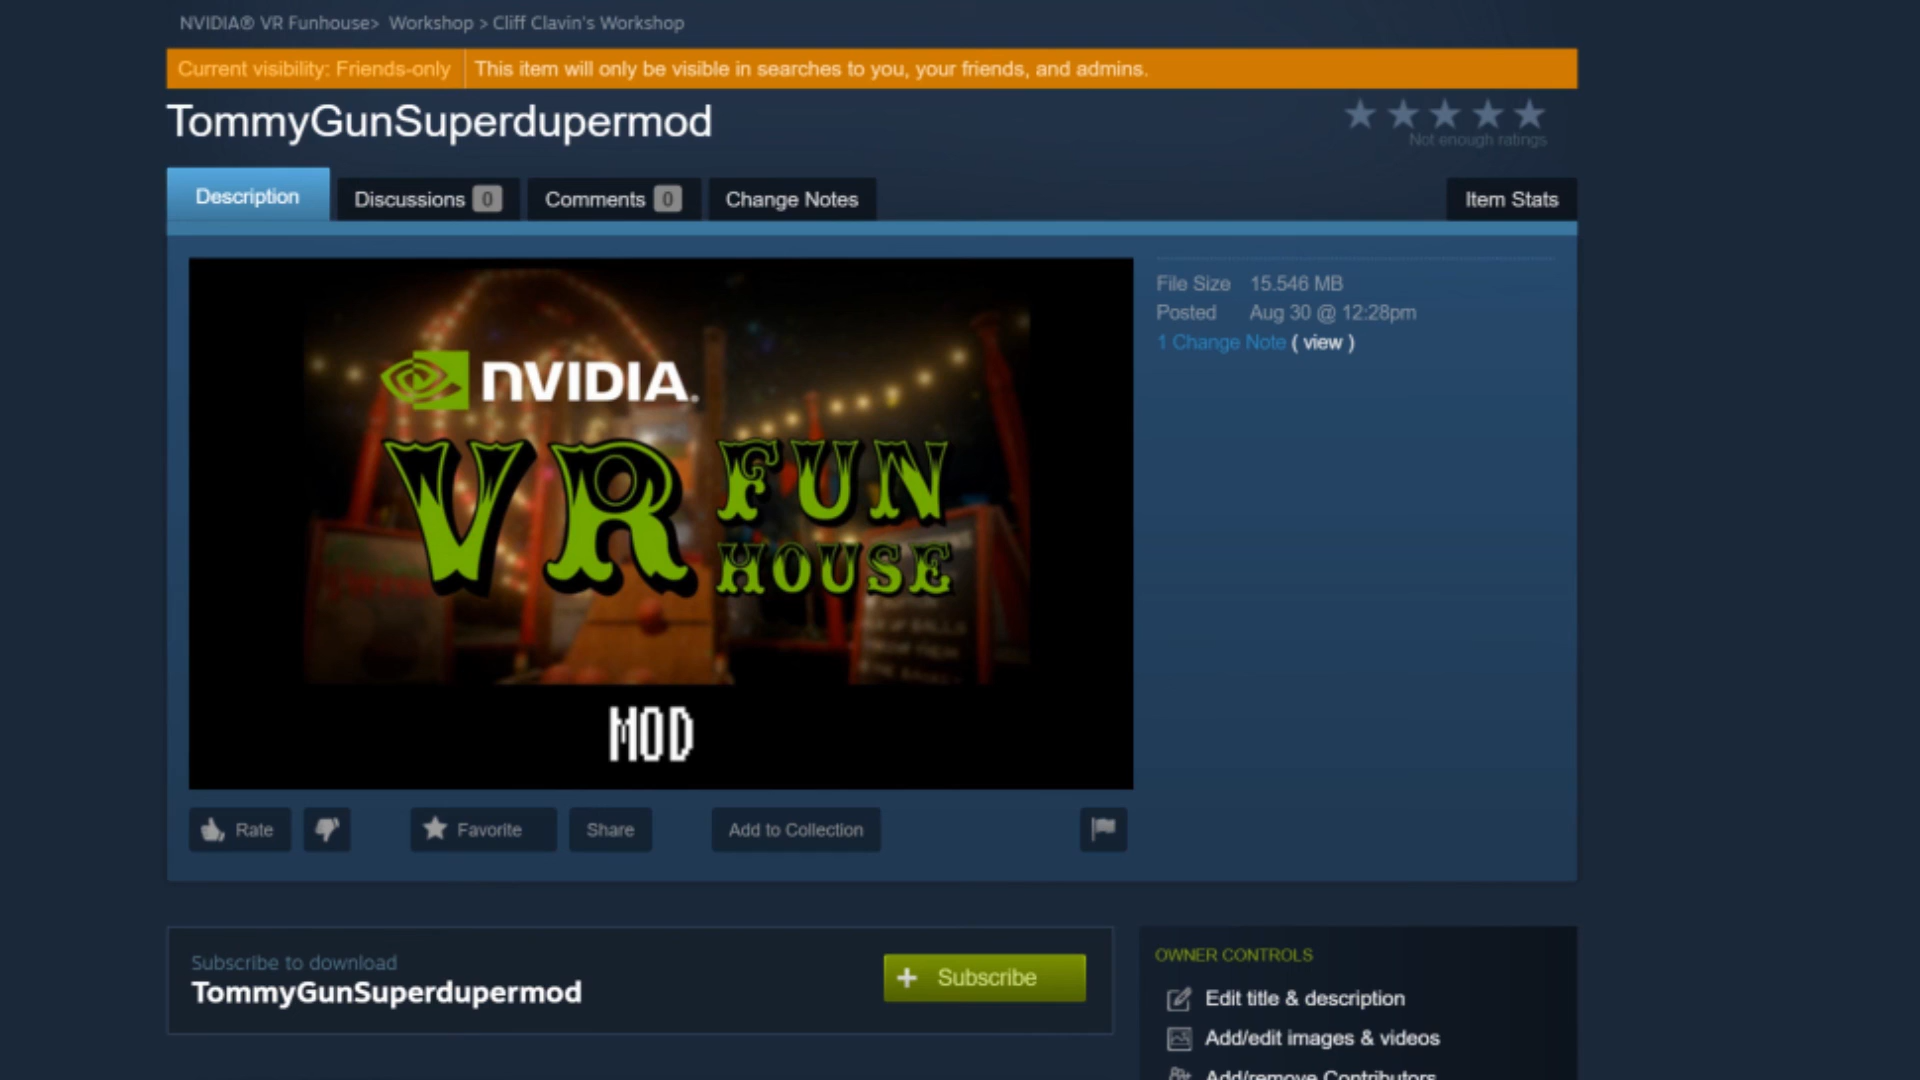 NVIDIA® VR Funhouse> Workshop > Cliff Clavin's Workshop
Current visibility: Friends-only This item will only be visible in searches to you, your friends, and admins.
TommyGunSuperdupermod
Not enough ratings
Description Discussions 0 Comments 0 Change Notes Item Stats
File Size 15.546 MB
Posted Aug 30 @ 12:28pm
1 Change Note ( view )
NVIDIA.
VR FUN
HOUSE
BALLS
MOD
Rate Favorite Share Add to Collection
Subscribe to download
TommyGunSuperdupermod
Subscribe
OWNER CONTROLS
Edit title & description
Add/edit images & videos
Add/remove Contributors